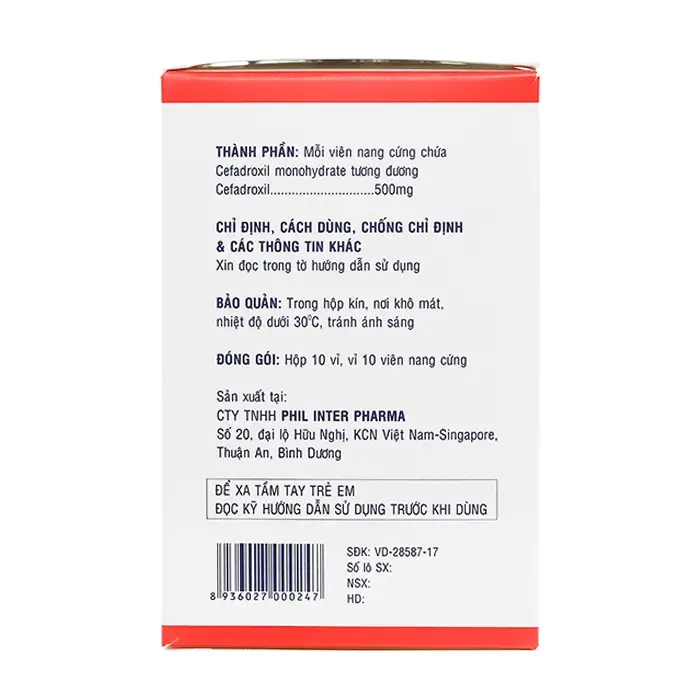 THÀNH PHẦN: Mỗi viên nang cứng chứa
Cefadroxil monohydrate tương đương
Cefadroxil.............................500mg
CHỈ ĐỊNH, CÁCH DÙNG, CHỐNG CHỈ ĐỊNH
& CÁC THÔNG TIN KHÁC
Xin đọc trong tờ hướng dẫn sử dụng
BẢO QUẢN: Trong hộp kín, nơi khô mát,
nhiệt độ dưới 30°C, tránh ánh sáng
ĐÓNG GÓI: Hộp 10 vỉ, vỉ 10 viên nang cứng
Sản xuất tại:
CTY TNHH PHIL INTER PHARMA
Số 20, đại lộ Hữu Nghị, KCN Việt Nam-Singapore,
Thuận An, Bình Dương
ĐỂ XA TẦM TAY TRẺ EM
ĐỌC KỸ HƯỚNG DẪN SỬ DỤNG TRƯỚC KHI DÙNG
8 936027 000247
SĐK: VD-28587-17
Số lô SX:
NSX:
HD: